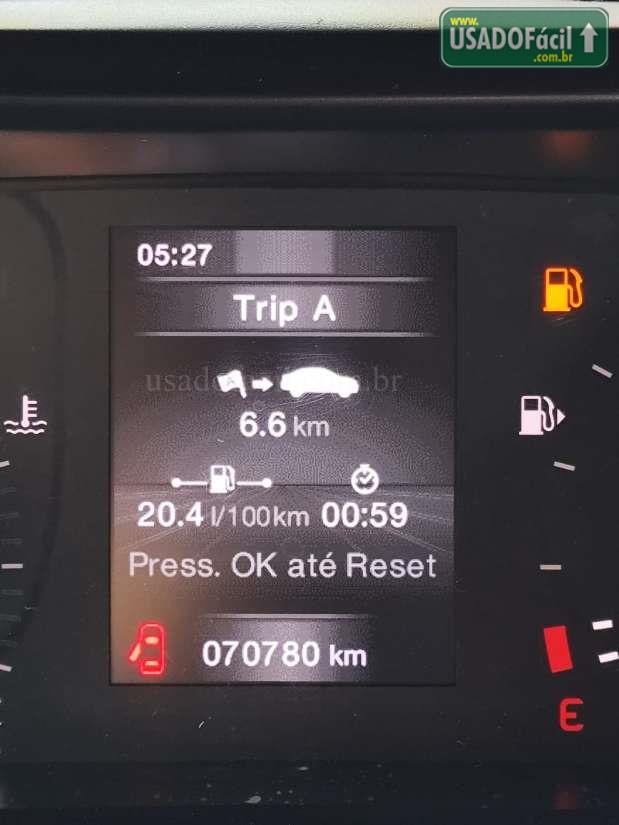 www.
USADOFácil
.com.br
05:27
Trip A
6.6 km
20.4 l/100km 00:59
Press. OK até Reset
070780 km
E